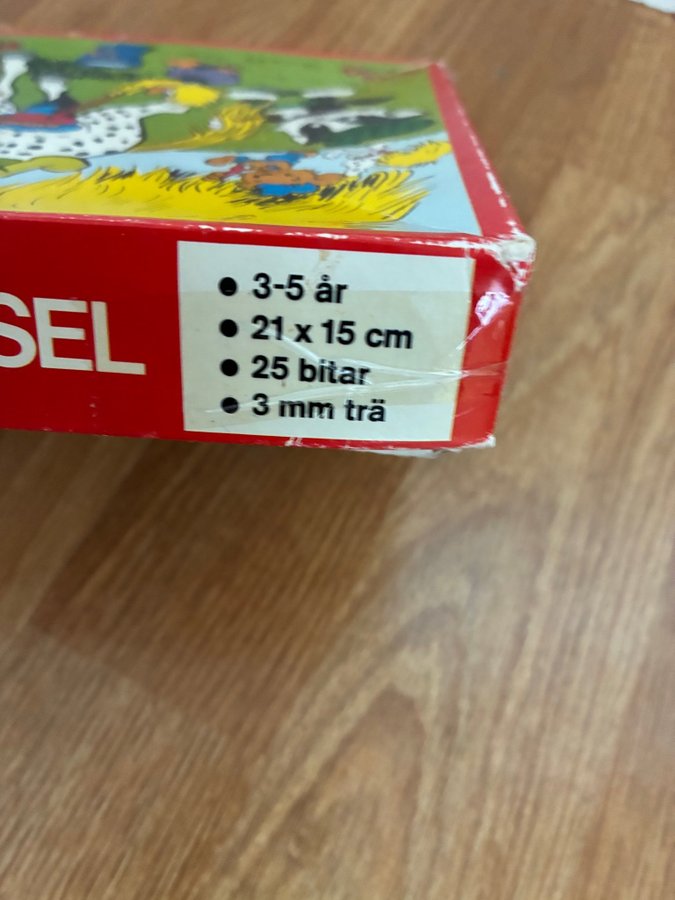 SEL
• 3-5 år
• 21 x 15 cm
• 25 bitar
• 3 mm trä